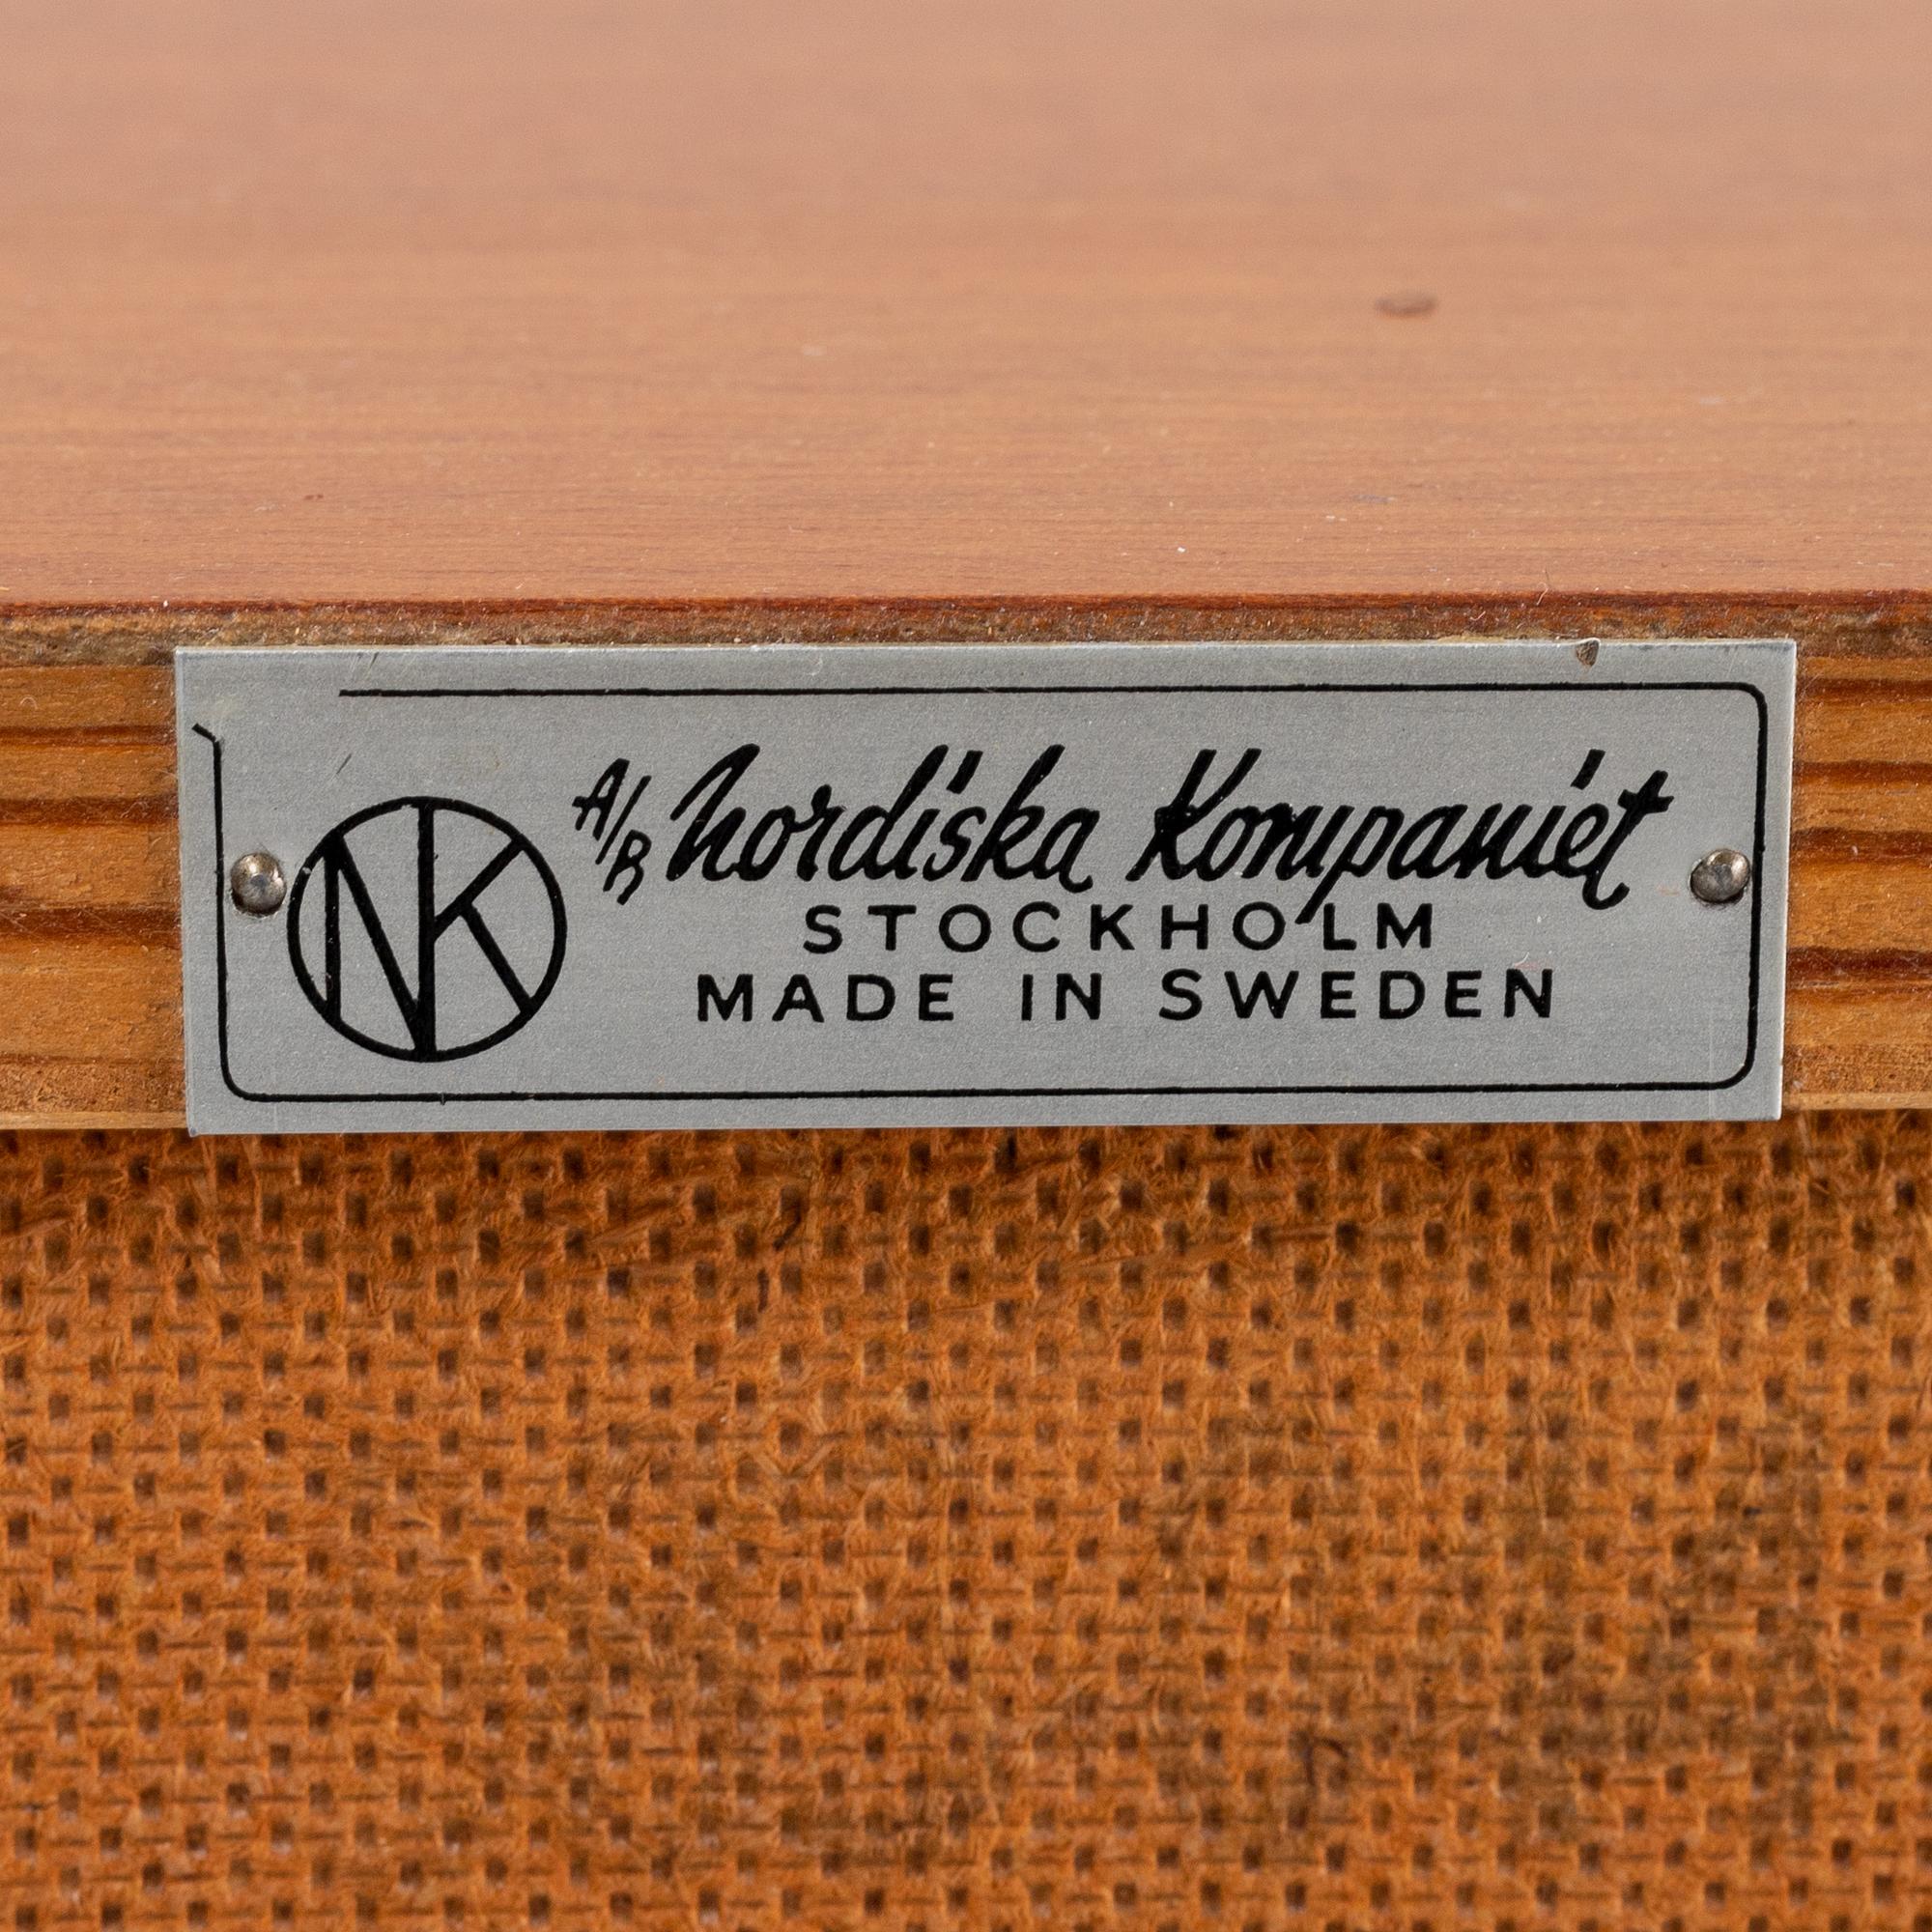 NK
A/B Nordiska Kompaniet
STOCKHOLM
MADE IN SWEDEN